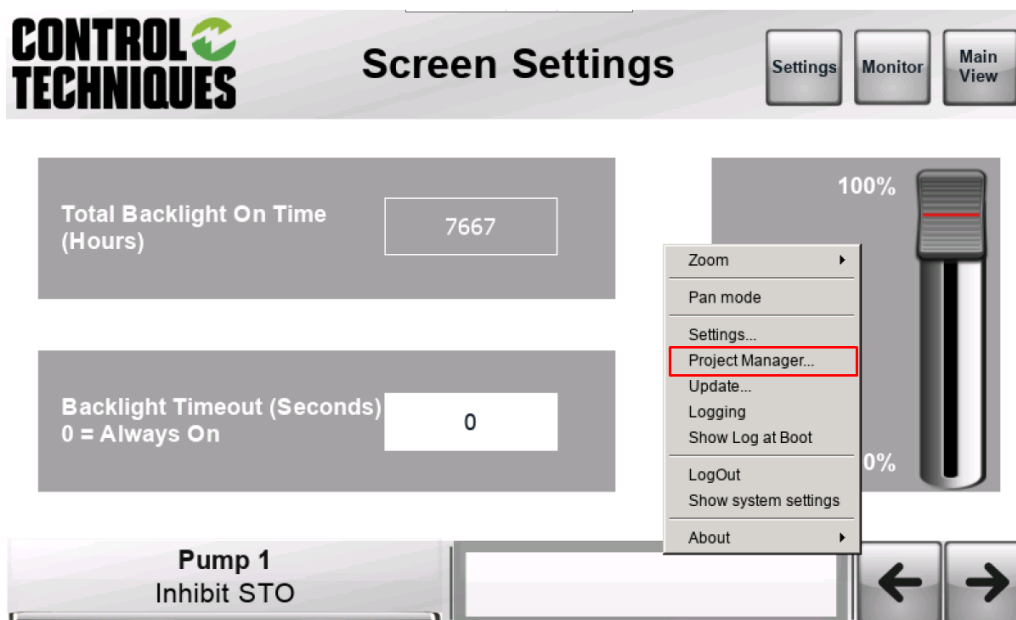 CONTROL
TECHNIQUES
Screen Settings
Settings
Monitor
Main
View
Total Backlight On Time
(Hours)
7667
100%
Zoom
Pan mode
Settings...
Project Manager...
Update...
Logging
Show Log at Boot
LogOut
Show system settings
About
Backlight Timeout (Seconds)
0 = Always On
0
0%
Pump 1
Inhibit STO